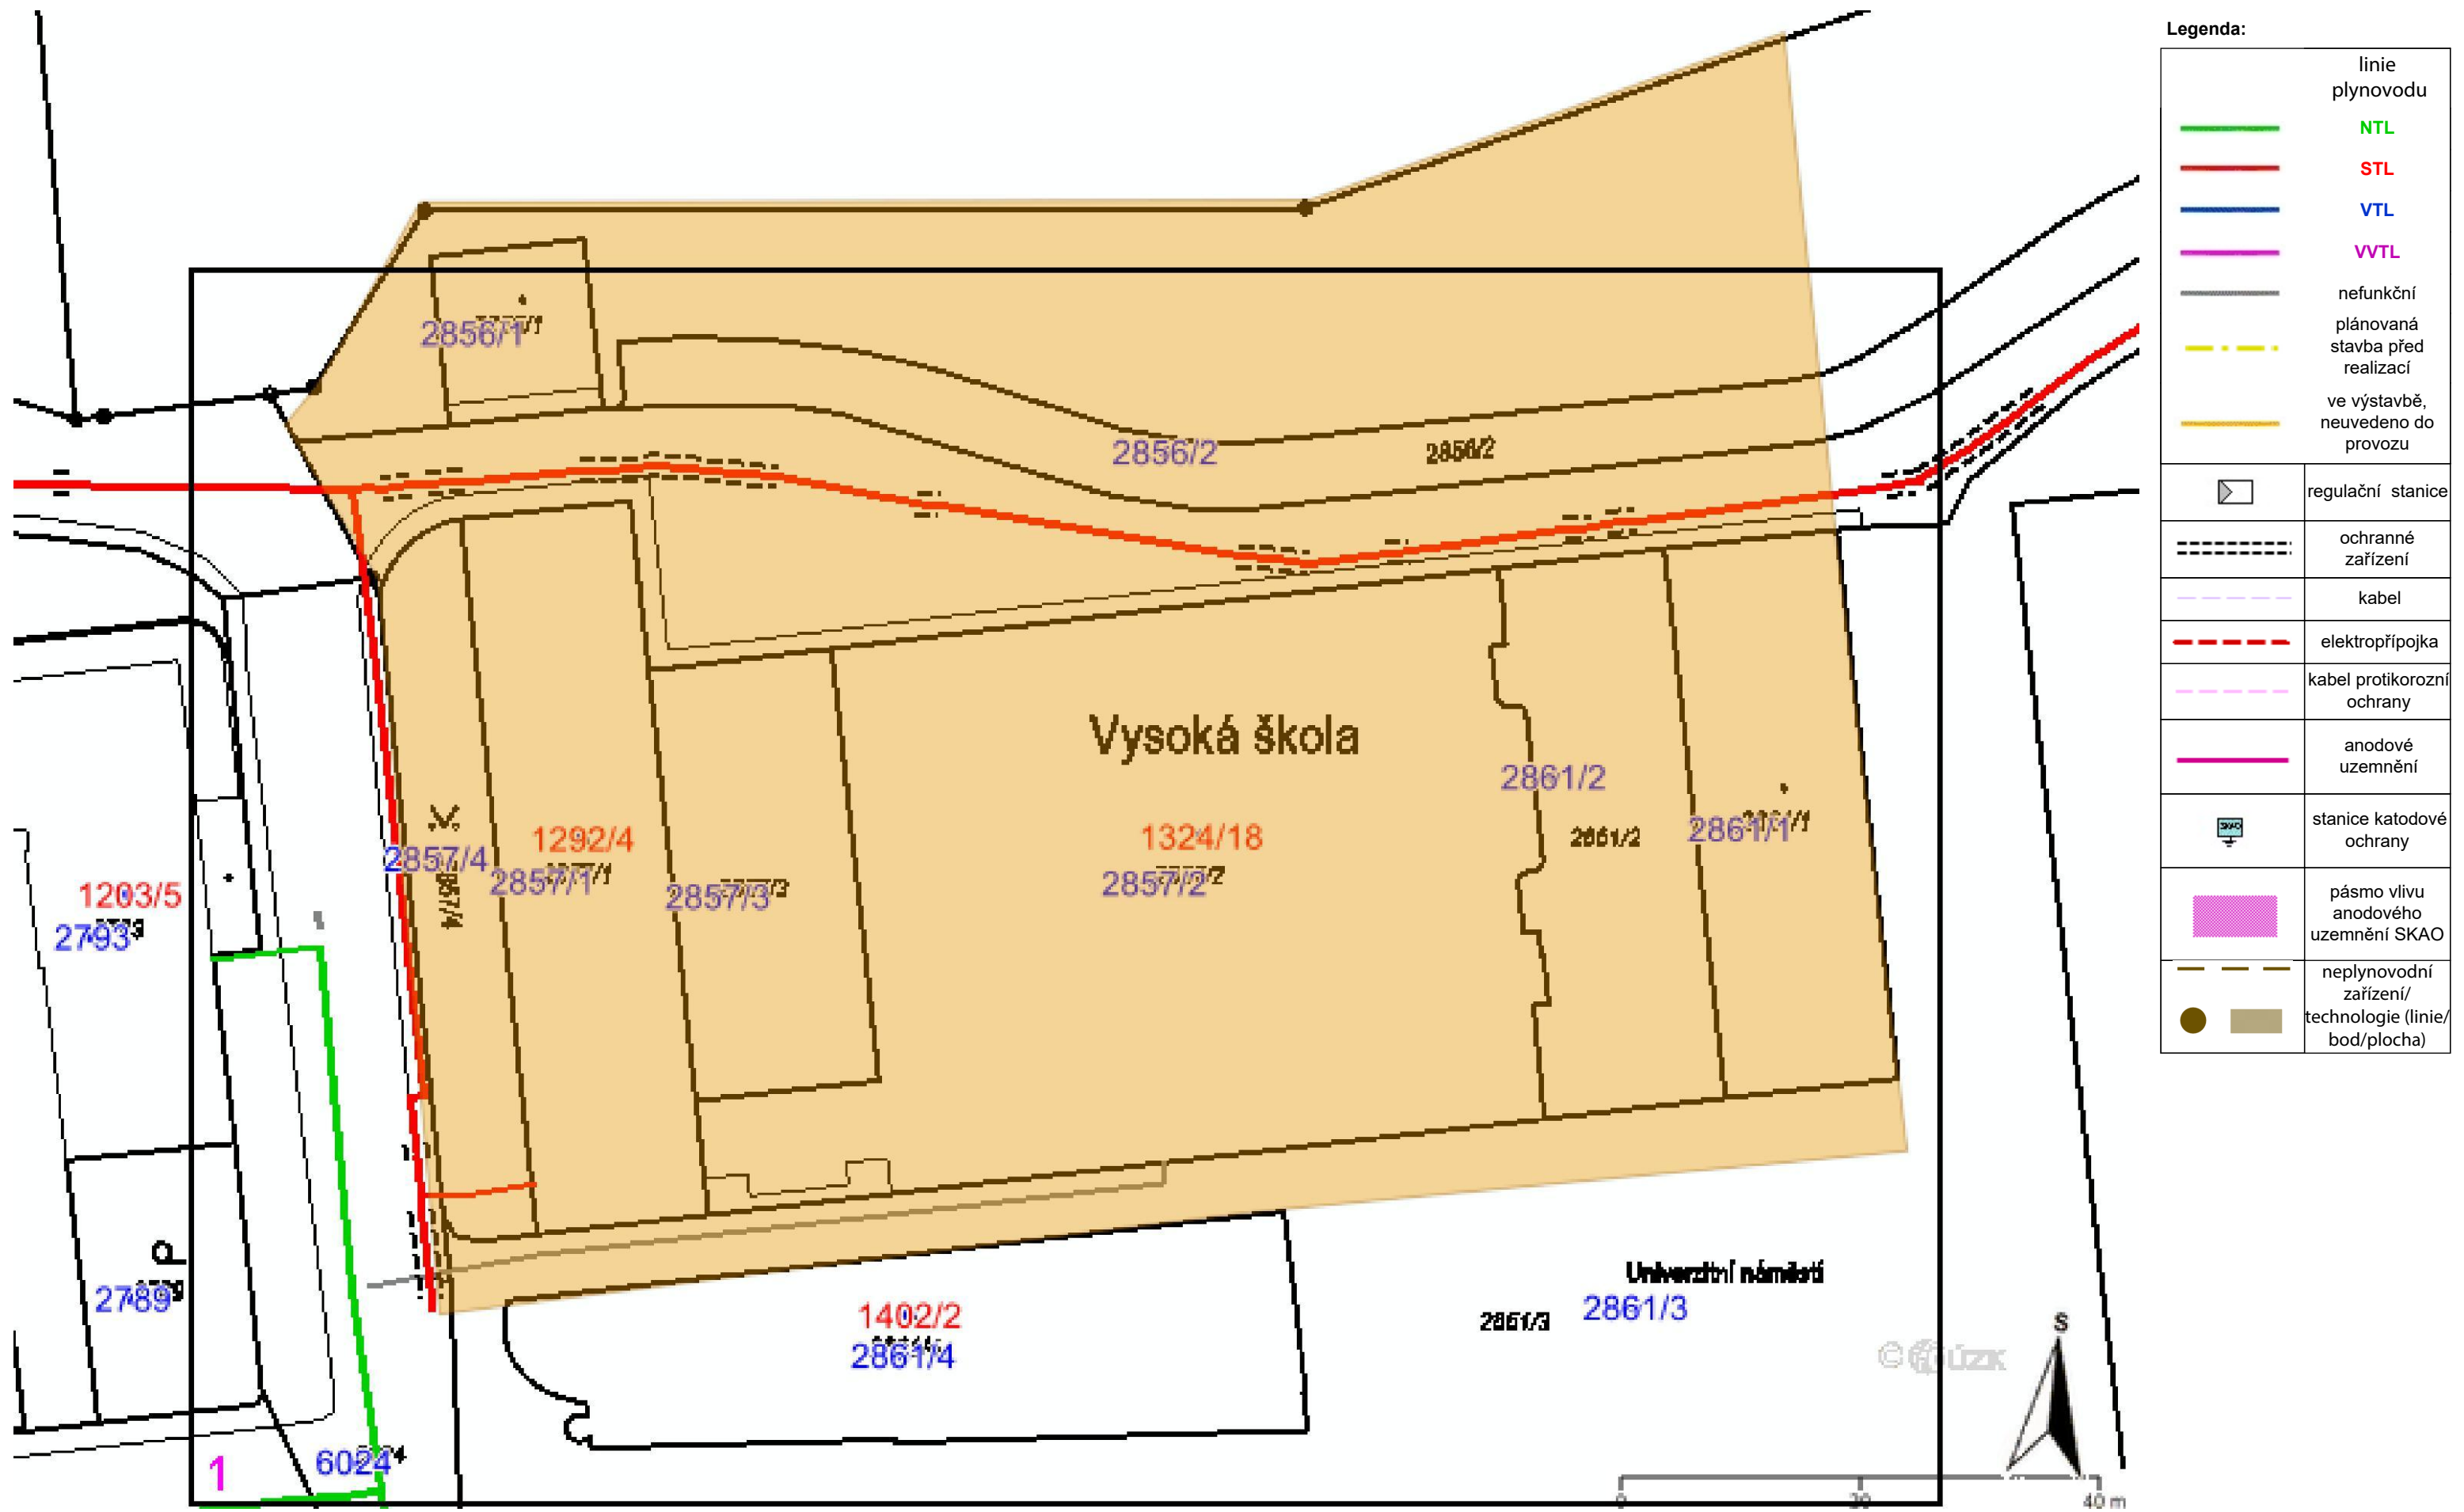 Legenda:
linie
plynovodu
NTL
STL
VTL
VVTL
nefunkční
plánovaná
stavba před
realizací
ve výstavbě,
neuvedeno do
provozu
regulační stanice
ochranné
zařízení
kabel
elektropřípojka
kabel protikorozní
ochrany
anodové
uzemnění
stanice katodové
ochrany
pásmo vlivu
anodového
uzemnění SKAO
neplynovodní
zařízení/
technologie (linie/
bod/plocha)
2856/1
2856/2
2856/2
Vysoká škola
2861/2
1292/4
1324/18
2861/2
2861/1
2857/4
2857/1
2857/3
2857/2
1203/5
2793
2789
P
1402/2
2861/4
Univerzitní náměstí
2861/3
2861/3
6024
1
S
0
20
40 m